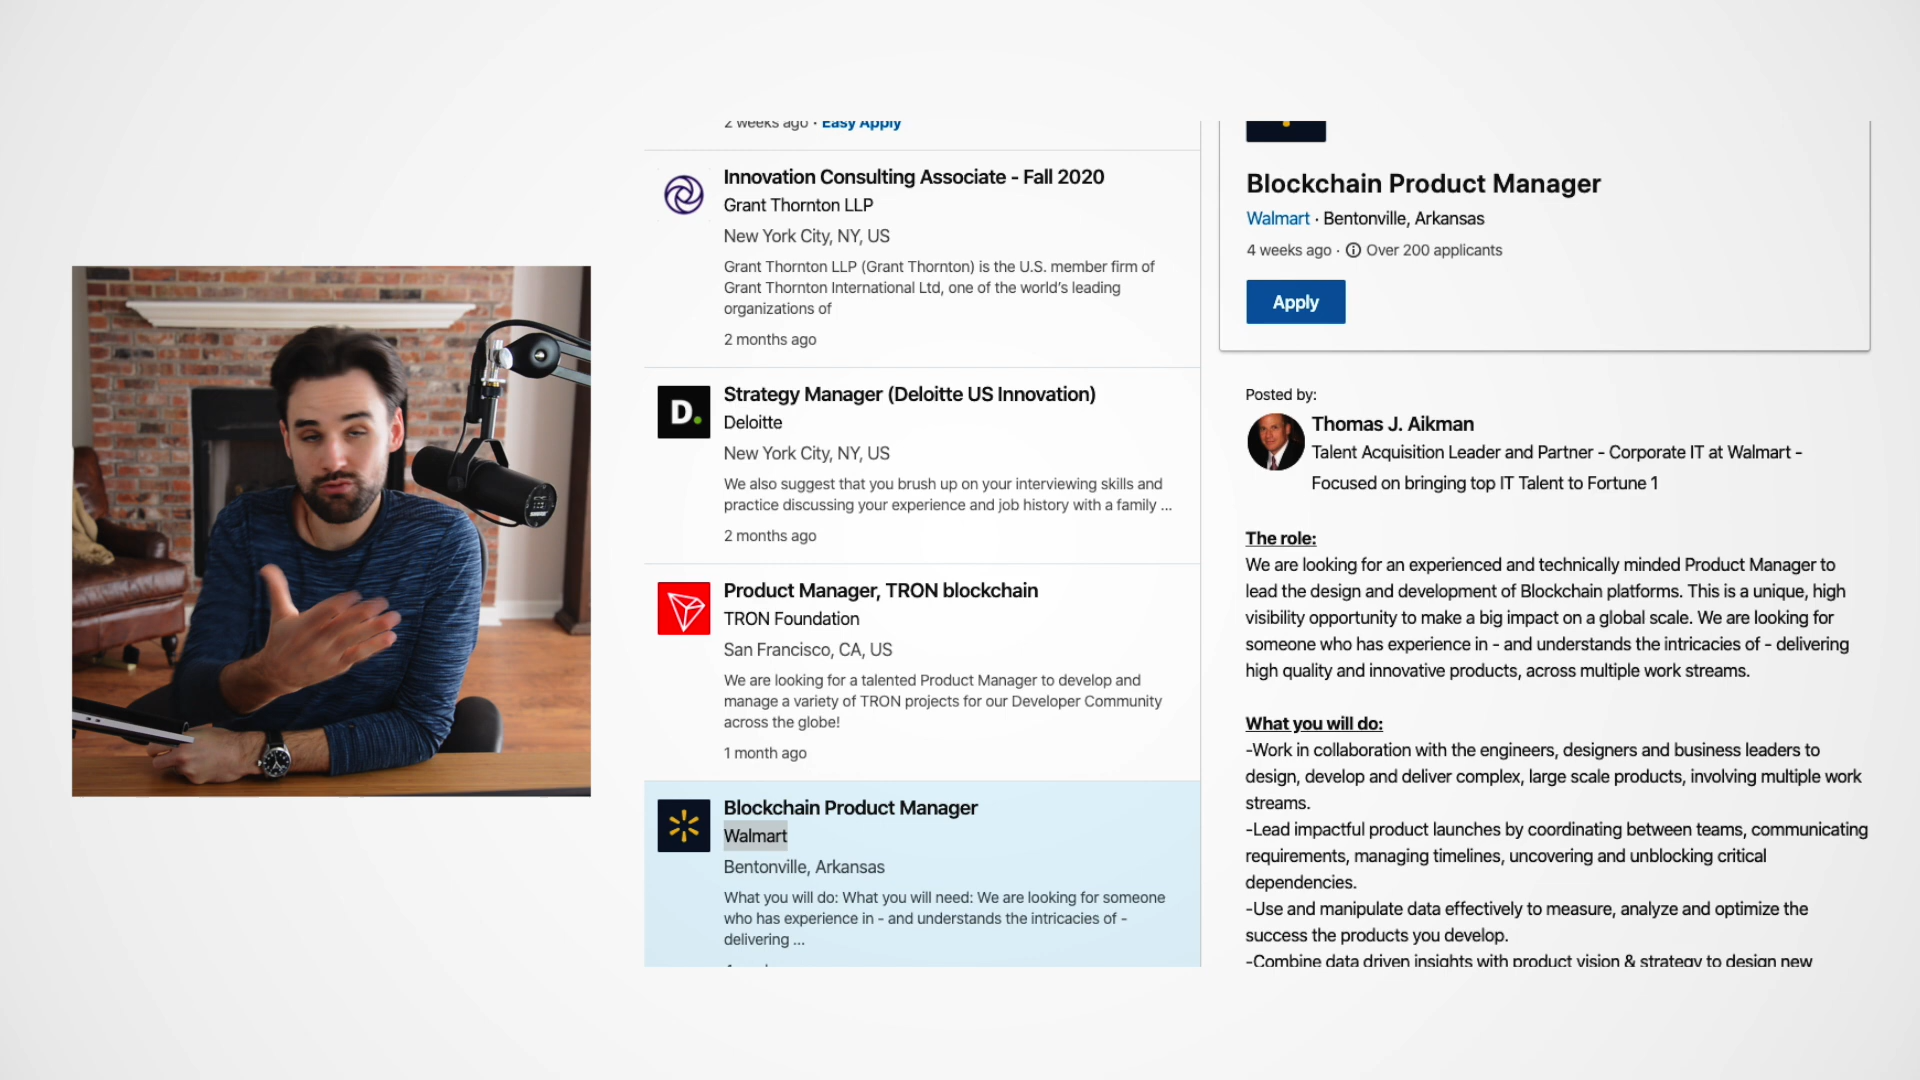 2 weeks ago · Easy Apply
Innovation Consulting Associate - Fall 2020
Grant Thornton LLP
New York City, NY, US
Grant Thornton LLP (Grant Thornton) is the U.S. member firm of
Grant Thornton International Ltd, one of the world's leading
organizations of
2 months ago
D.
Strategy Manager (Deloitte US Innovation)
Deloitte
New York City, NY, US
We also suggest that you brush up on your interviewing skills and
practice discussing your experience and job history with a family ...
2 months ago
Product Manager, TRON blockchain
TRON Foundation
San Francisco, CA, US
We are looking for a talented Product Manager to develop and
manage a variety of TRON projects for our Developer Community
across the globe!
1 month ago
Blockchain Product Manager
Walmart
Bentonville, Arkansas
What you will do: What you will need: We are looking for someone
who has experience in - and understands the intricacies of -
delivering ...
Blockchain Product Manager
Walmart · Bentonville, Arkansas
4 weeks ago · Over 200 applicants
Apply
Posted by:
Thomas J. Aikman
Talent Acquisition Leader and Partner - Corporate IT at Walmart -
Focused on bringing top IT Talent to Fortune 1
The role:
We are looking for an experienced and technically minded Product Manager to
lead the design and development of Blockchain platforms. This is a unique, high
visibility opportunity to make a big impact on a global scale. We are looking for
someone who has experience in - and understands the intricacies of - delivering
high quality and innovative products, across multiple work streams.
What you will do:
-Work in collaboration with the engineers, designers and business leaders to
design, develop and deliver complex, large scale products, involving multiple work
streams.
-Lead impactful product launches by coordinating between teams, communicating
requirements, managing timelines, uncovering and unblocking critical
dependencies.
-Use and manipulate data effectively to measure, analyze and optimize the
success the products you develop.
-Combine data driven insights with product vision & strategy to design new